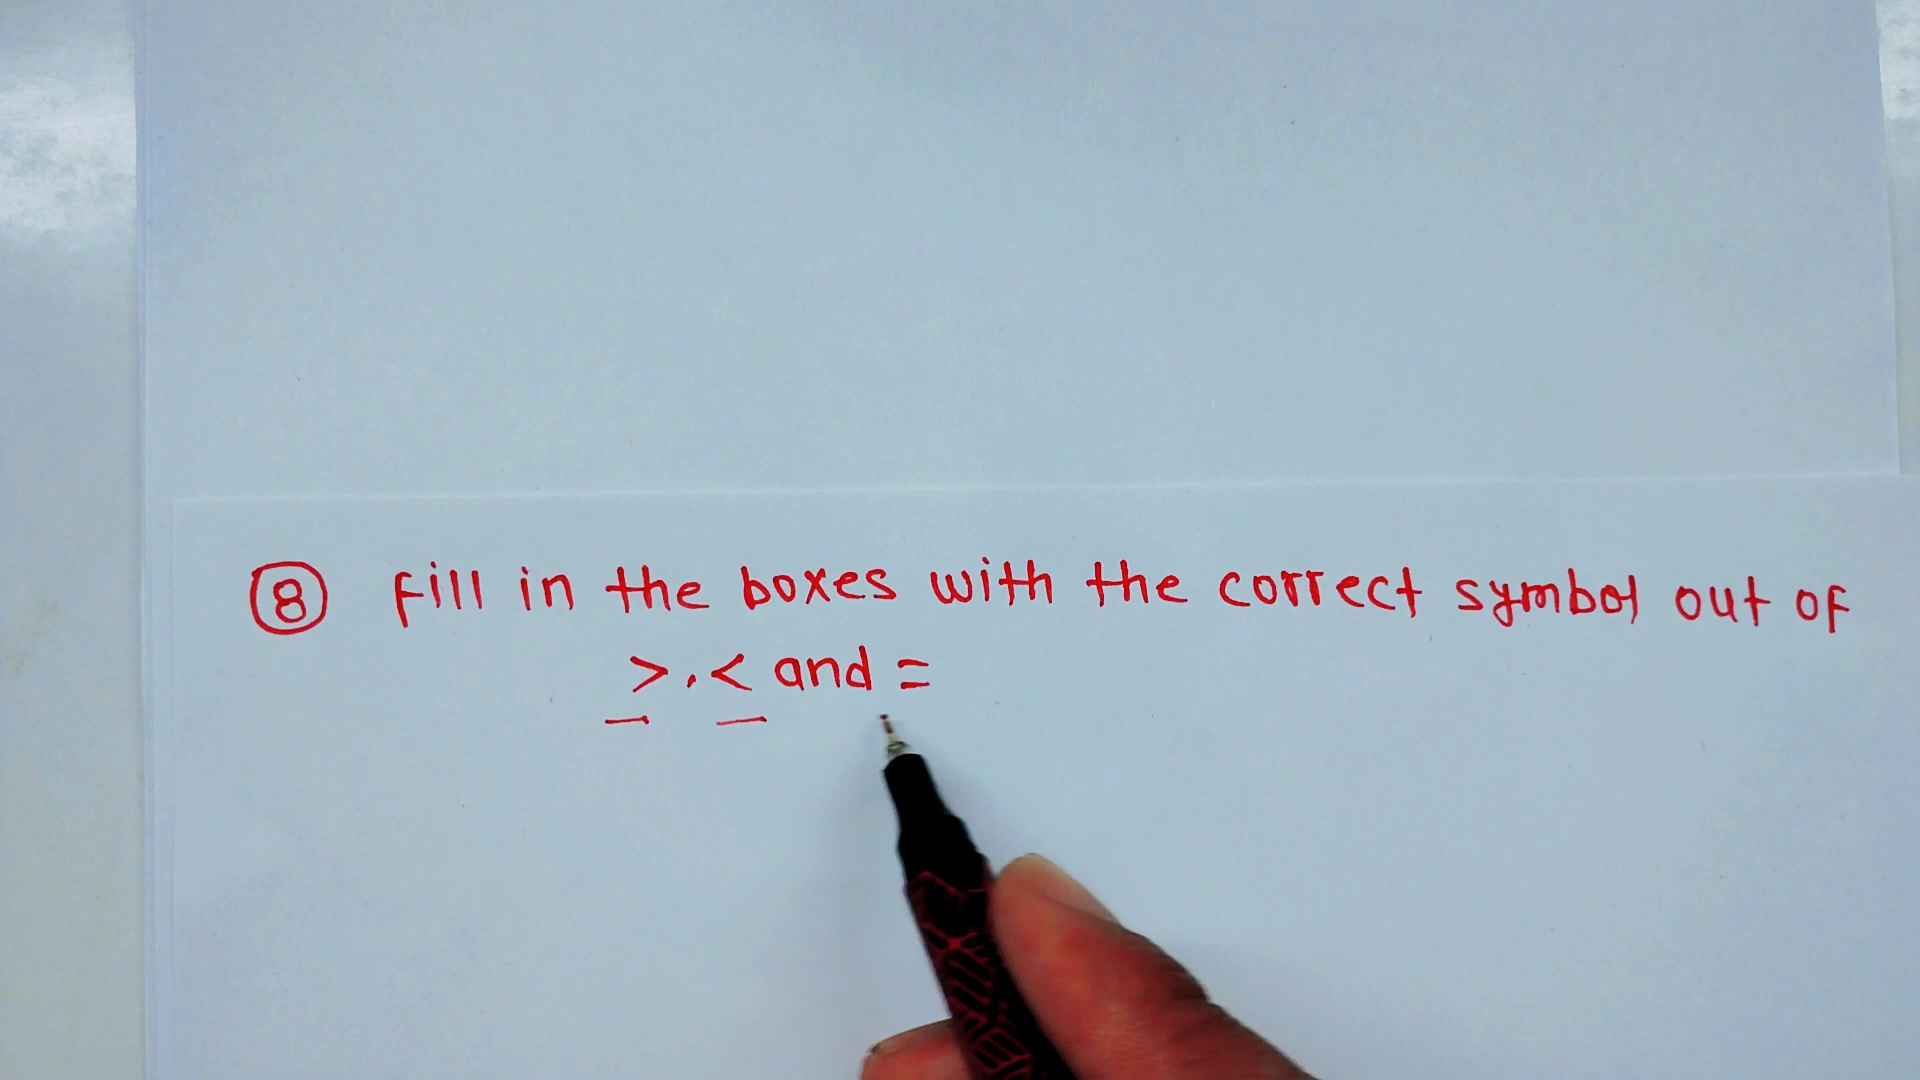 8 Fill in the boxes with the correct symbol out of
>, < and =